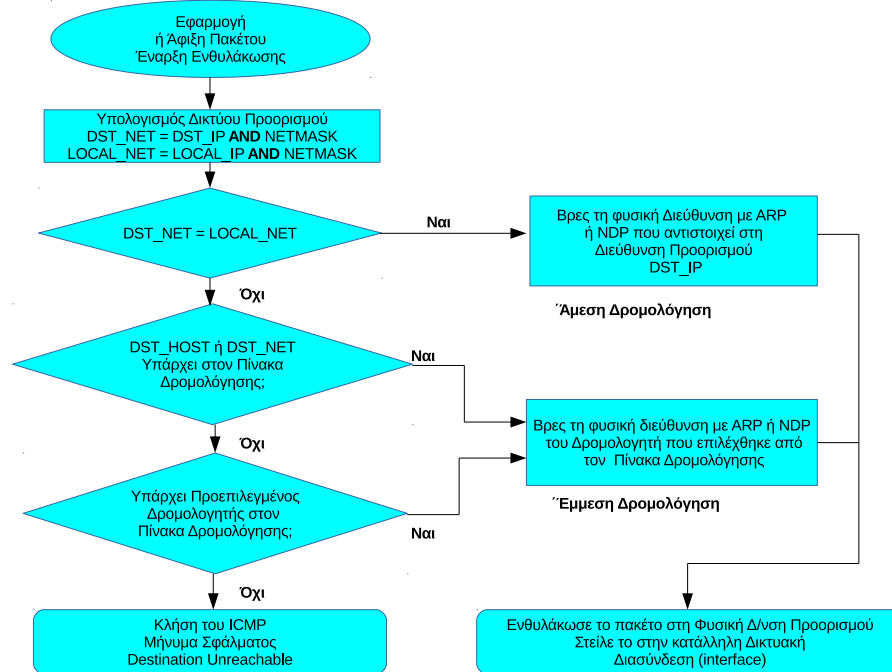 Εφαρμογή
ή Άφιξη Πακέτου
Έναρξη Ενθυλάκωσης
Υπολογισμός Δικτύου Προορισμού
DST_NET = DST_IP AND NETMASK
LOCAL_NET = LOCAL_IP AND NETMASK
DST_NET = LOCAL_NET
Ναι
Βρες τη φυσική Διεύθυνση με ARP
ή NDP που αντιστοιχεί στη
Διεύθυνση Προορισμού
DST_IP
Όχι
΄Άμεση Δρομολόγηση
DST_HOST ή DST_NET
Υπάρχει στον Πίνακα
Δρομολόγησης;
Ναι
Βρες τη φυσική διεύθυνση με ARP ή NDP
του Δρομολογητή που επιλέχθηκε από
τον Πίνακα Δρομολόγησης
Όχι
΄Έμμεση Δρομολόγηση
Υπάρχει Προεπιλεγμένος
Δρομολογητής στον
Πίνακα Δρομολόγησης;
Ναι
Όχι
Κλήση του ICMP
Μήνυμα Σφάλματος
Destination Unreachable
Ενθυλάκωσε το πακέτο στη Φυσική Δ/νση Προορισμού
Στείλε το στην κατάλληλη Δικτυακή
Διασύνδεση (interface)